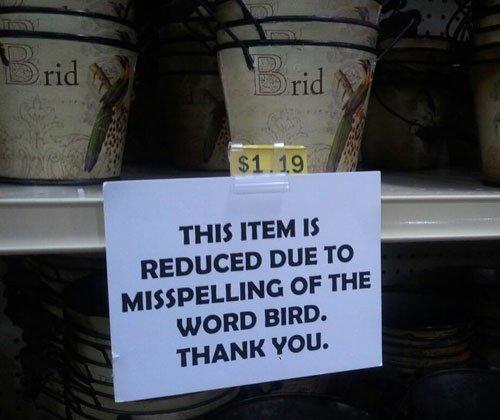 Brid
Brid
$1.19
THIS ITEM IS
REDUCED DUE TO
MISSPELLING OF THE
WORD BIRD.
THANK YOU.